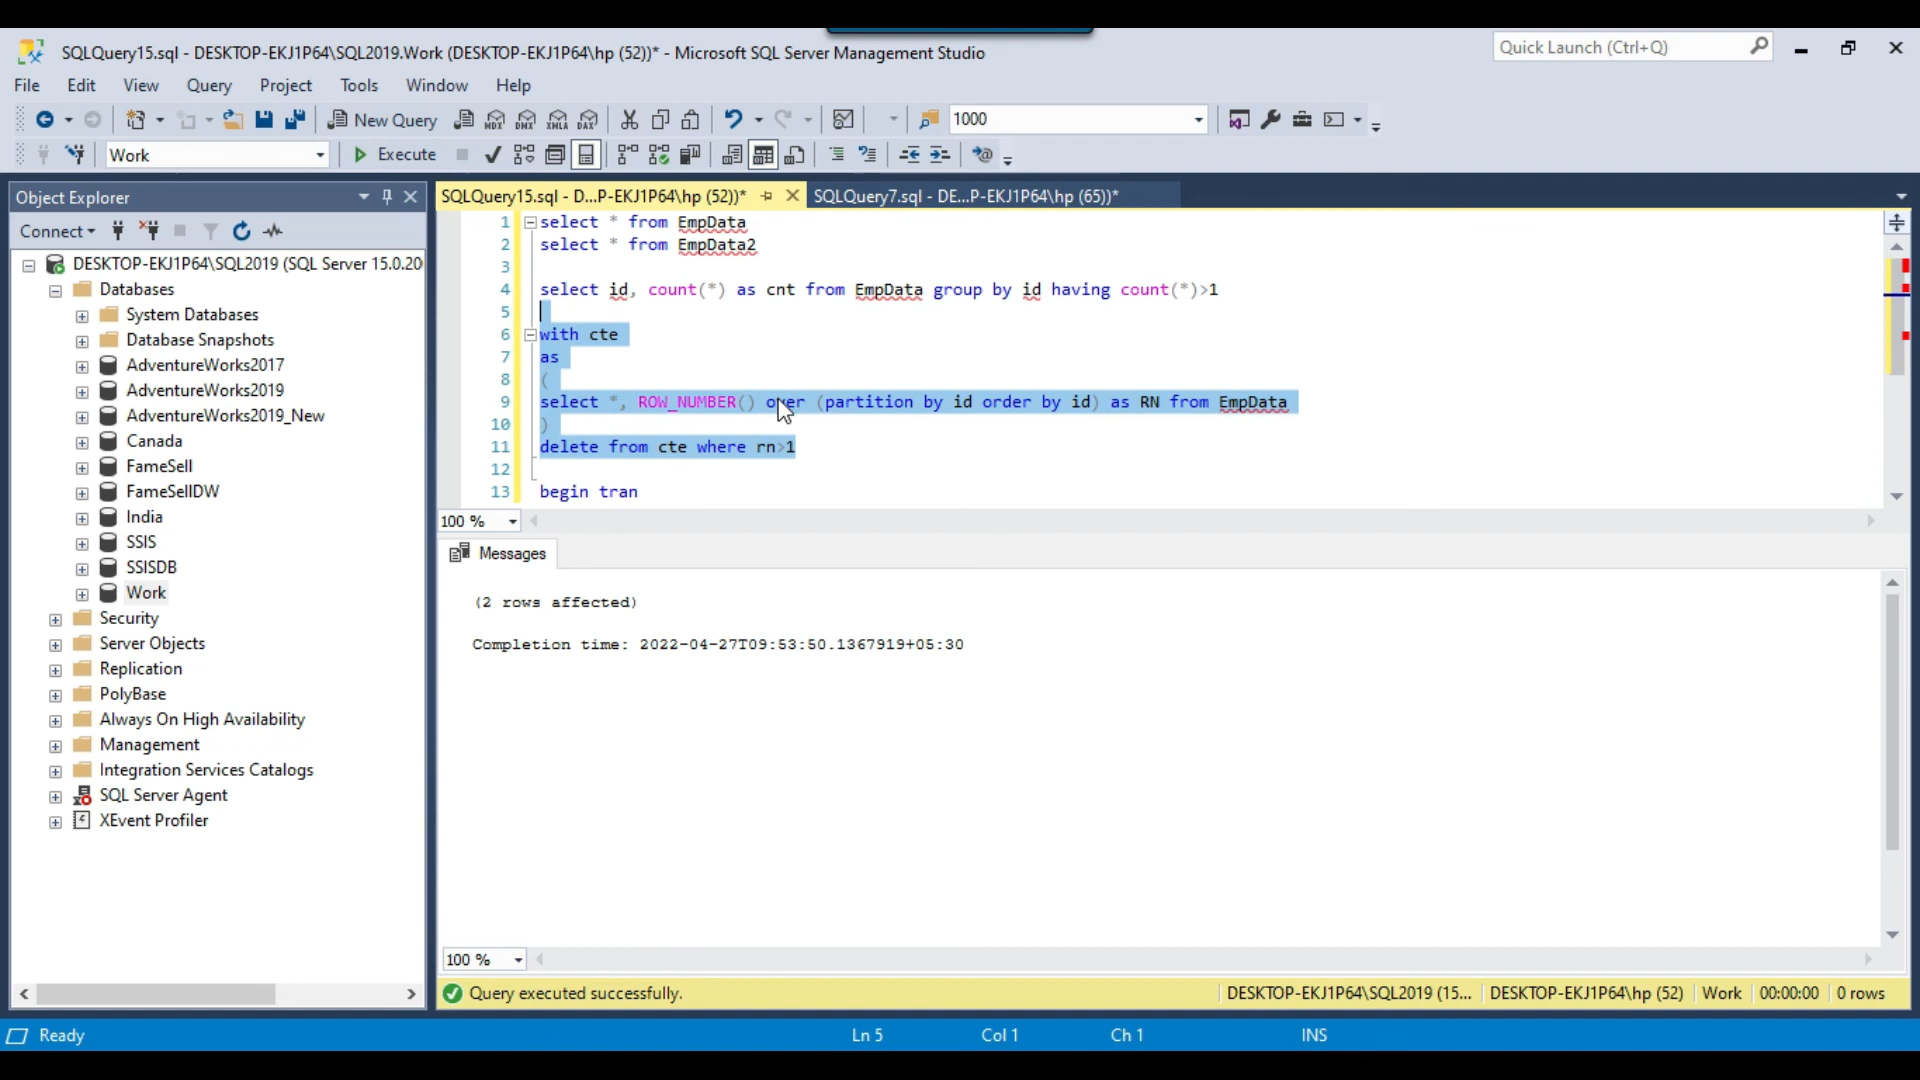 SQLQuery15.sql - DESKTOP-EKJ1P64\SQL2019.Work (DESKTOP-EKJ1P64\hp (52))* - Microsoft SQL Server Management Studio
Quick Launch (Ctrl+Q)
File Edit View Query Project Tools Window Help
New Query MDX DMX XMLA DAX 1000
Work Execute
Object Explorer
SQLQuery15.sql - D...P-EKJ1P64\hp (52))*
SQLQuery7.sql - DE...P-EKJ1P64\hp (65))*
Connect
DESKTOP-EKJ1P64\SQL2019 (SQL Server 15.0.20
Databases
System Databases
Database Snapshots
AdventureWorks2017
AdventureWorks2019
AdventureWorks2019_New
Canada
FameSell
FameSellDW
India
SSIS
SSISDB
Work
Security
Server Objects
Replication
PolyBase
Always On High Availability
Management
Integration Services Catalogs
SQL Server Agent
XEvent Profiler
1 select * from EmpData
2 select * from EmpData2
3
4 select id, count(*) as cnt from EmpData group by id having count(*)>1
5
6 with cte
7 as
8 (
9 select *, ROW_NUMBER() over (partition by id order by id) as RN from EmpData
10 )
11 delete from cte where rn>1
12
13 begin tran
100 %
Messages
(2 rows affected)
Completion time: 2022-04-27T09:53:50.1367919+05:30
100 %
Query executed successfully.
DESKTOP-EKJ1P64\SQL2019 (15... DESKTOP-EKJ1P64\hp (52) Work 00:00:00 0 rows
Ready Ln 5 Col 1 Ch 1 INS